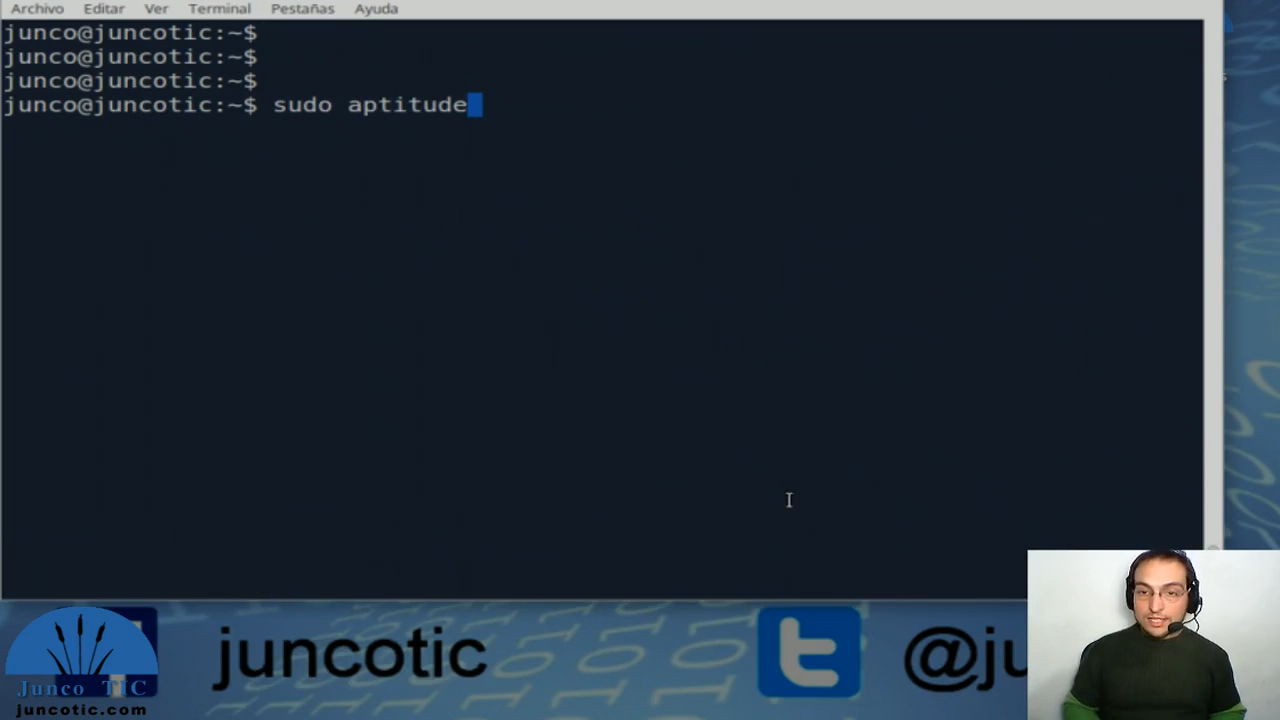 Archivo Editar Ver Terminal Pestañas Ayuda
junco@juncotic:~$
junco@juncotic:~$
junco@juncotic:~$
junco@juncotic:~$ sudo aptitude
juncotic
@ju
Junco TIC
juncotic.com